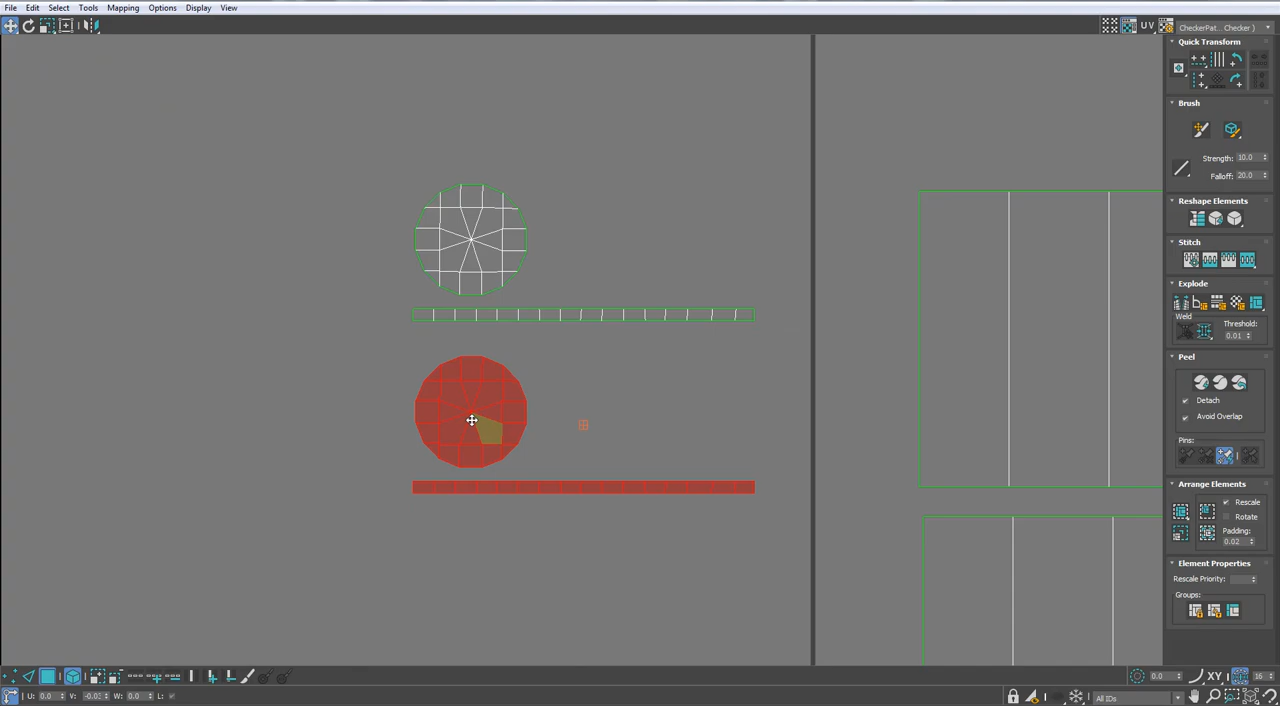 File Edit Select Tools Mapping Options Display View
UV CheckerPat... Checker )
Quick Transform
Brush
Strength: 10.0
Falloff: 20.0
Reshape Elements
Stitch
Explode
Weld
Threshold:
0.01
Peel
Detach
Avoid Overlap
Pins:
Arrange Elements
Rescale
Rotate
Padding:
0.02
Element Properties
Rescale Priority:
Groups:
0.0 XY 16
U: 0.0 V: -0.03 W: 0.0 L: All IDs